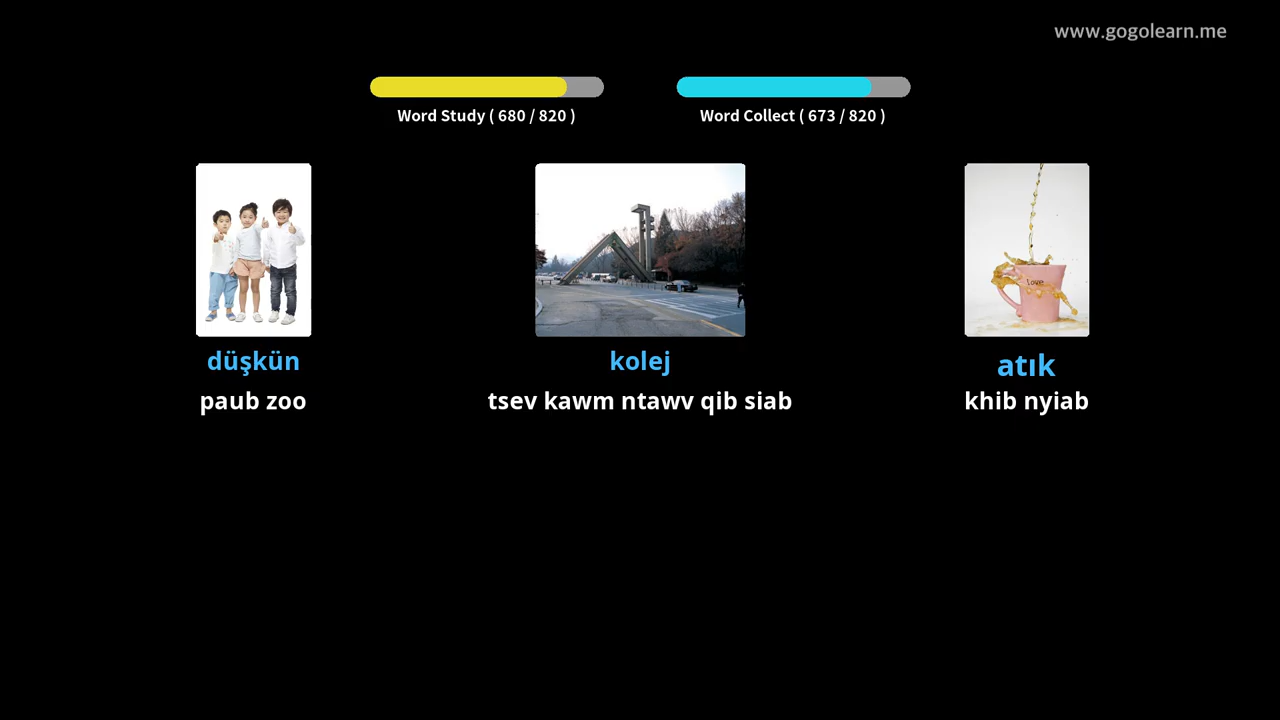 www.gogolearn.me
Word Study ( 680 / 820 )
Word Collect ( 673 / 820 )
Love
düşkün
kolej
atık
paub zoo
tsev kawm ntawv qib siab
khib nyiab